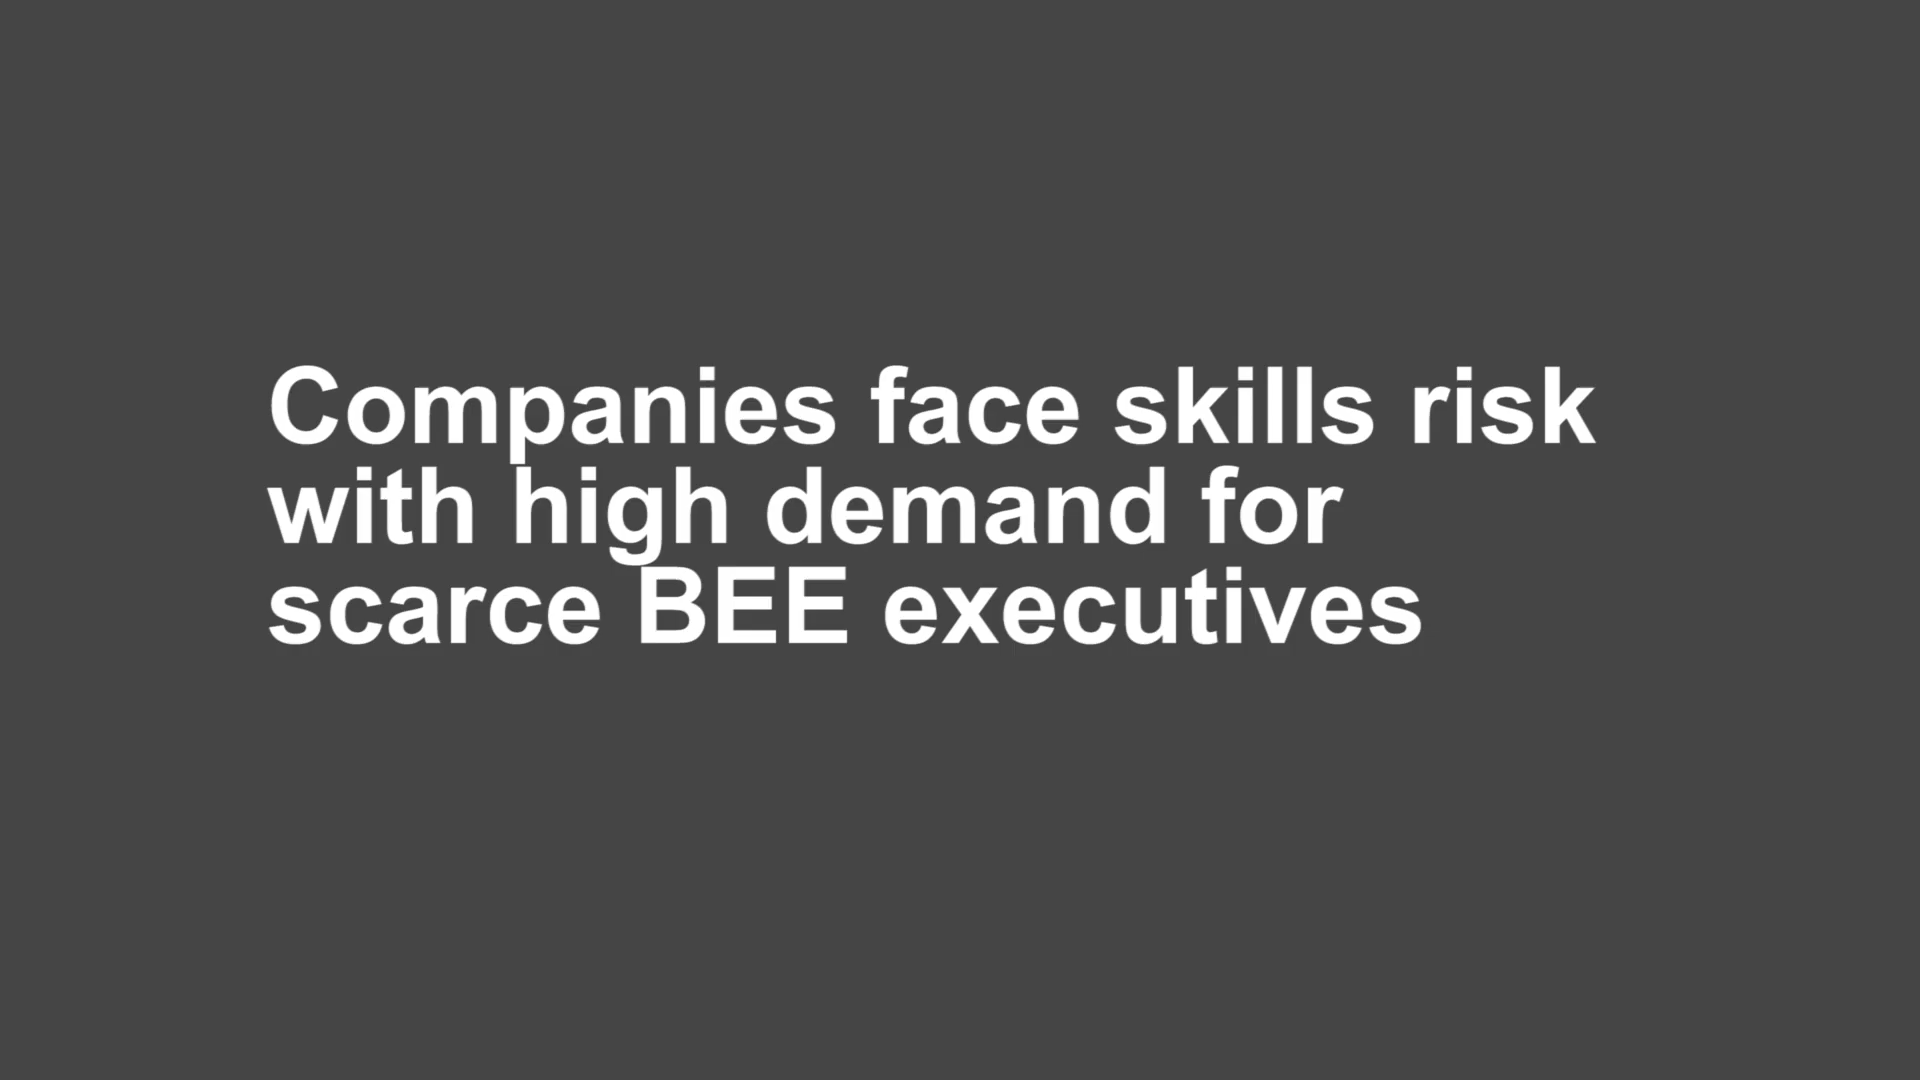 Companies face skills risk
with high demand for
scarce BEE executives